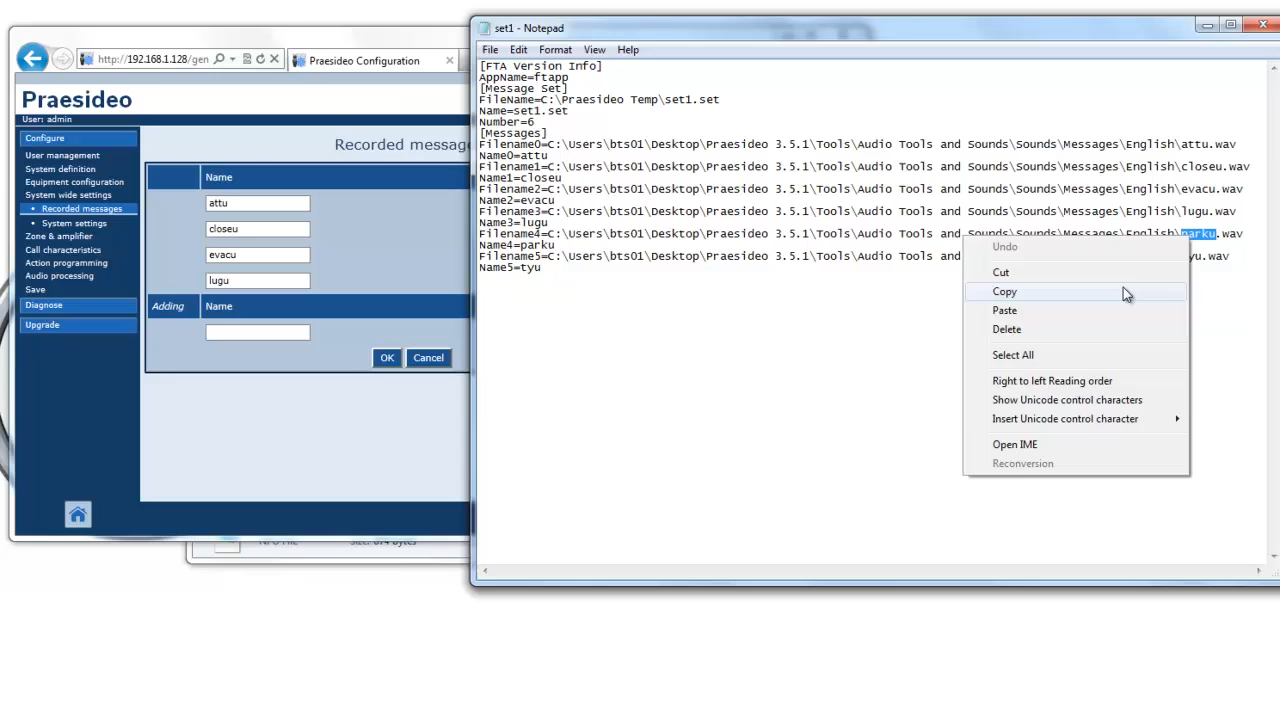 http://192.168.1.128/gen
Praesideo Configuration
Praesideo
User: admin
Configure
User management
System definition
Equipment configuration
System wide settings
Recorded messages
System settings
Zone & amplifier
Call characteristics
Action programming
Audio processing
Save
Diagnose
Upgrade
Recorded message
Name
attu
closeu
evacu
lugu
Adding
Name
OK
Cancel
set1 - Notepad
File
Edit
Format
View
Help
[FTA Version Info]
AppName=ftapp
[Message Set]
FileName=C:\Praesideo Temp\set1.set
Name=set1.set
Number=6
[Messages]
Filename0=C:\Users\bts01\Desktop\Praesideo 3.5.1\Tools\Audio Tools and Sounds\Sounds\Messages\English\attu.wav
Name0=attu
Filename1=C:\Users\bts01\Desktop\Praesideo 3.5.1\Tools\Audio Tools and Sounds\Sounds\Messages\English\closeu.wav
Name1=closeu
Filename2=C:\Users\bts01\Desktop\Praesideo 3.5.1\Tools\Audio Tools and Sounds\Sounds\Messages\English\evacu.wav
Name2=evacu
Filename3=C:\Users\bts01\Desktop\Praesideo 3.5.1\Tools\Audio Tools and Sounds\Sounds\Messages\English\lugu.wav
Name3=lugu
Filename4=C:\Users\bts01\Desktop\Praesideo 3.5.1\Tools\Audio Tools and Sounds\Sounds\Messages\English\parku.wav
Name4=parku
Filename5=C:\Users\bts01\Desktop\Praesideo 3.5.1\Tools\Audio Tools and yu.wav
Name5=tyu
Undo
Cut
Copy
Paste
Delete
Select All
Right to left Reading order
Show Unicode control characters
Insert Unicode control character
Open IME
Reconversion